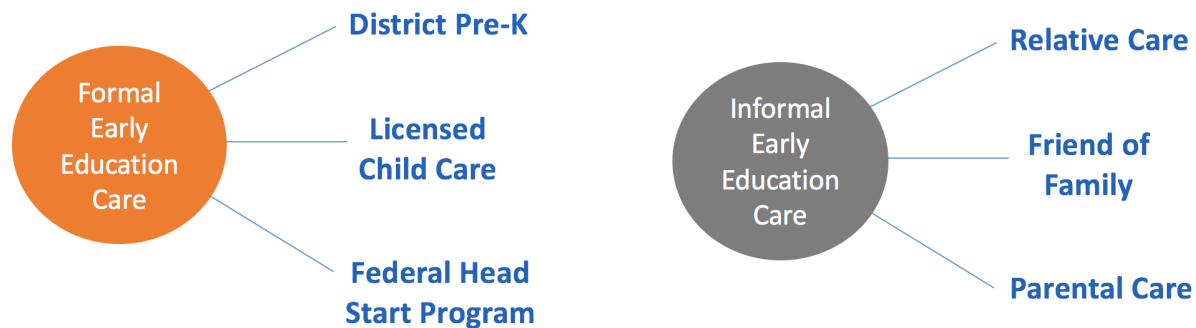 Formal
Early
Education
Care
District Pre-K
Licensed
Child Care
Federal Head
Start Program
Informal
Early
Education
Care
Relative Care
Friend of
Family
Parental Care